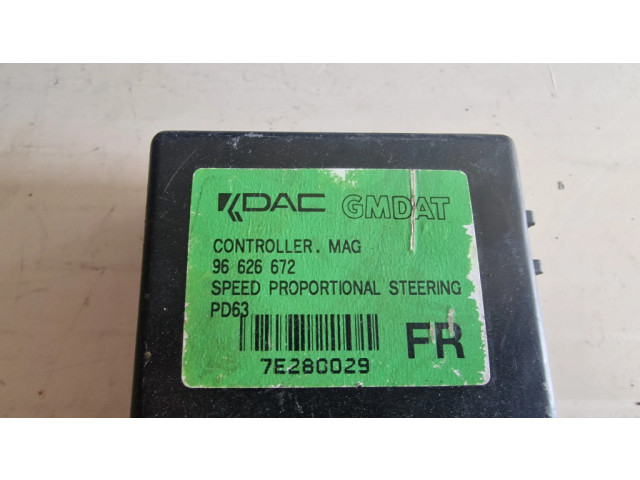 KDAC GMDAT
CONTROLLER. MAG
96 626 672
SPEED PROPORTIONAL STEERING
PD63
FR
7E280029